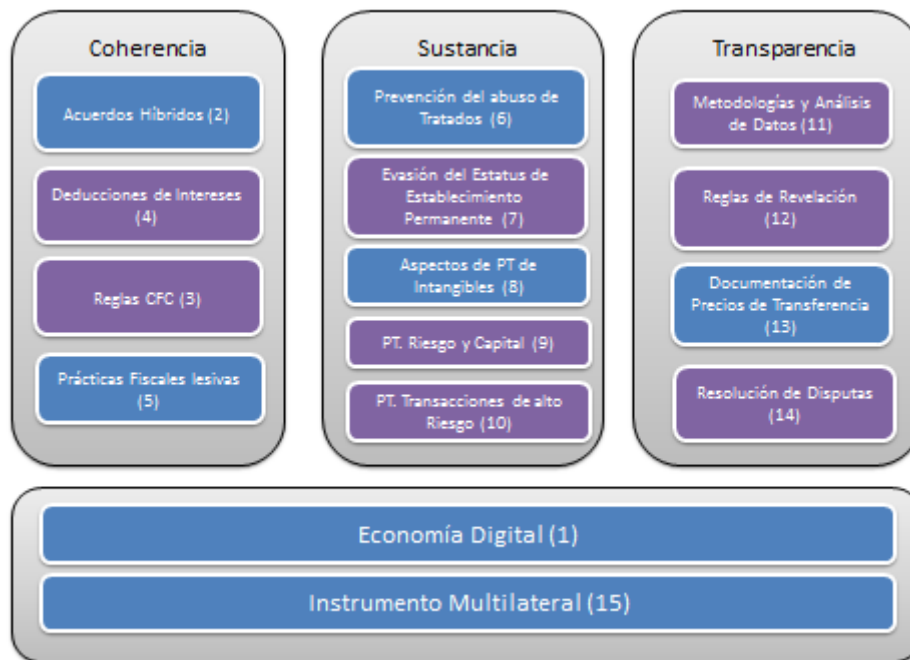 Coherencia
Acuerdos Híbridos (2)
Deducciones de Intereses
(4)
Reglas CFC (3)
Prácticas Fiscales lesivas
(5)
Sustancia
Prevención del abuso de
Tratados (6)
Evasión del Estatus de
Establecimiento
Permanente (7)
Aspectos de PT de
Intangibles (8)
PT. Riesgo y Capital (9)
PT. Transacciones de alto
Riesgo (10)
Transparencia
Metodologías y Análisis
de Datos (11)
Reglas de Revelación
(12)
Documentación de
Precios de Transferencia
(13)
Resolución de Disputas
(14)
Economía Digital (1)
Instrumento Multilateral (15)